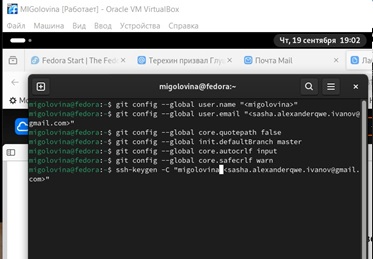 MIGolovina [Работает] - Oracle VM VirtualBox
Файл Машина Вид Ввод Устройства Справка
Чт, 19 сентября 19:02
Fedora Start | The Fed
Терехин призвал Глу
Почта Mail
migolovina@fedora:~
migolovina@fedora:~$ git config --global user.name "<migolovina>"
migolovina@fedora:~$ git config --global user.email "<sasha.alexanderqwe.ivanov@
gmail.com>"
migolovina@fedora:~$ git config --global core.quotepath false
migolovina@fedora:~$ git config --global init.defaultBranch master
migolovina@fedora:~$ git config --global core.autocrlf input
migolovina@fedora:~$ git config --global core.safecrlf warn
migolovina@fedora:~$ ssh-keygen -C "migolovina <sasha.alexanderqwe.ivanov@gmail.
com>"